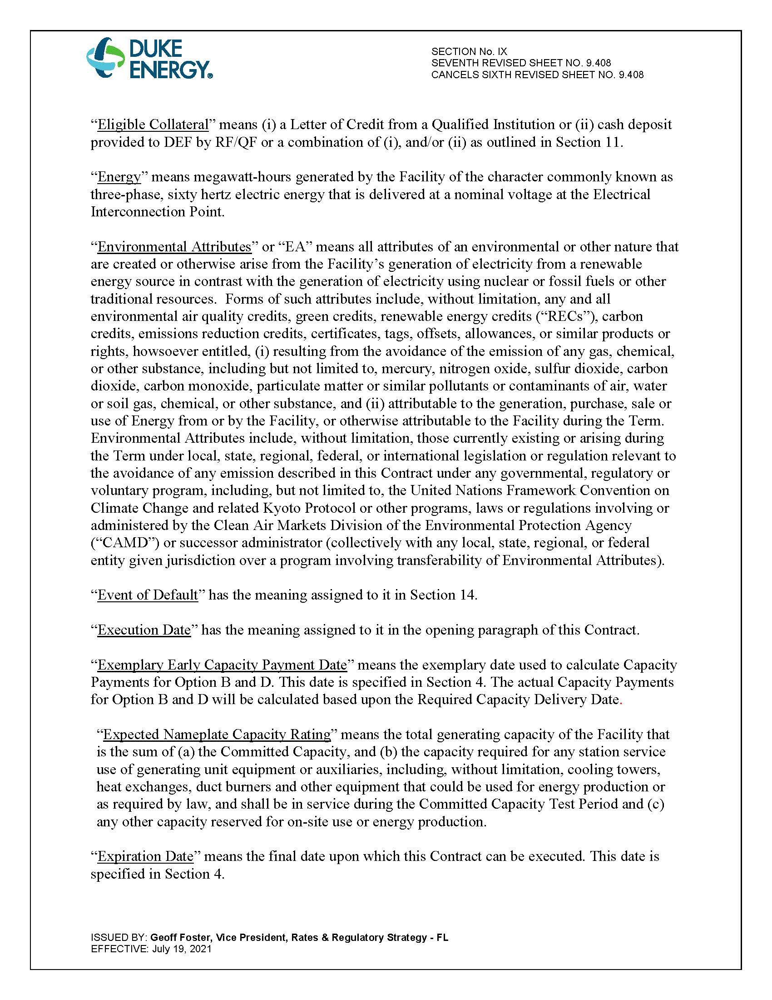 DUKE
ENERGY®
SECTION No. IX
SEVENTH REVISED SHEET NO. 9.408
CANCELS SIXTH REVISED SHEET NO. 9.408
“Eligible Collateral” means (i) a Letter of Credit from a Qualified Institution or (ii) cash deposit
provided to DEF by RF/QF or a combination of (i), and/or (ii) as outlined in Section 11.
“Energy” means megawatt-hours generated by the Facility of the character commonly known as
three-phase, sixty hertz electric energy that is delivered at a nominal voltage at the Electrical
Interconnection Point.
“Environmental Attributes” or “EA” means all attributes of an environmental or other nature that
are created or otherwise arise from the Facility’s generation of electricity from a renewable
energy source in contrast with the generation of electricity using nuclear or fossil fuels or other
traditional resources.  Forms of such attributes include, without limitation, any and all
environmental air quality credits, green credits, renewable energy credits (“RECs”), carbon
credits, emissions reduction credits, certificates, tags, offsets, allowances, or similar products or
rights, howsoever entitled, (i) resulting from the avoidance of the emission of any gas, chemical,
or other substance, including but not limited to, mercury, nitrogen oxide, sulfur dioxide, carbon
dioxide, carbon monoxide, particulate matter or similar pollutants or contaminants of air, water
or soil gas, chemical, or other substance, and (ii) attributable to the generation, purchase, sale or
use of Energy from or by the Facility, or otherwise attributable to the Facility during the Term.
Environmental Attributes include, without limitation, those currently existing or arising during
the Term under local, state, regional, federal, or international legislation or regulation relevant to
the avoidance of any emission described in this Contract under any governmental, regulatory or
voluntary program, including, but not limited to, the United Nations Framework Convention on
Climate Change and related Kyoto Protocol or other programs, laws or regulations involving or
administered by the Clean Air Markets Division of the Environmental Protection Agency
(“CAMD”) or successor administrator (collectively with any local, state, regional, or federal
entity given jurisdiction over a program involving transferability of Environmental Attributes).
“Event of Default” has the meaning assigned to it in Section 14.
“Execution Date” has the meaning assigned to it in the opening paragraph of this Contract.
“Exemplary Early Capacity Payment Date” means the exemplary date used to calculate Capacity
Payments for Option B and D. This date is specified in Section 4. The actual Capacity Payments
for Option B and D will be calculated based upon the Required Capacity Delivery Date.
“Expected Nameplate Capacity Rating” means the total generating capacity of the Facility that
is the sum of (a) the Committed Capacity, and (b) the capacity required for any station service
use of generating unit equipment or auxiliaries, including, without limitation, cooling towers,
heat exchanges, duct burners and other equipment that could be used for energy production or
as required by law, and shall be in service during the Committed Capacity Test Period and (c)
any other capacity reserved for on-site use or energy production.
“Expiration Date” means the final date upon which this Contract can be executed. This date is
specified in Section 4.
ISSUED BY: Geoff Foster, Vice President, Rates & Regulatory Strategy - FL
EFFECTIVE: July 19, 2021